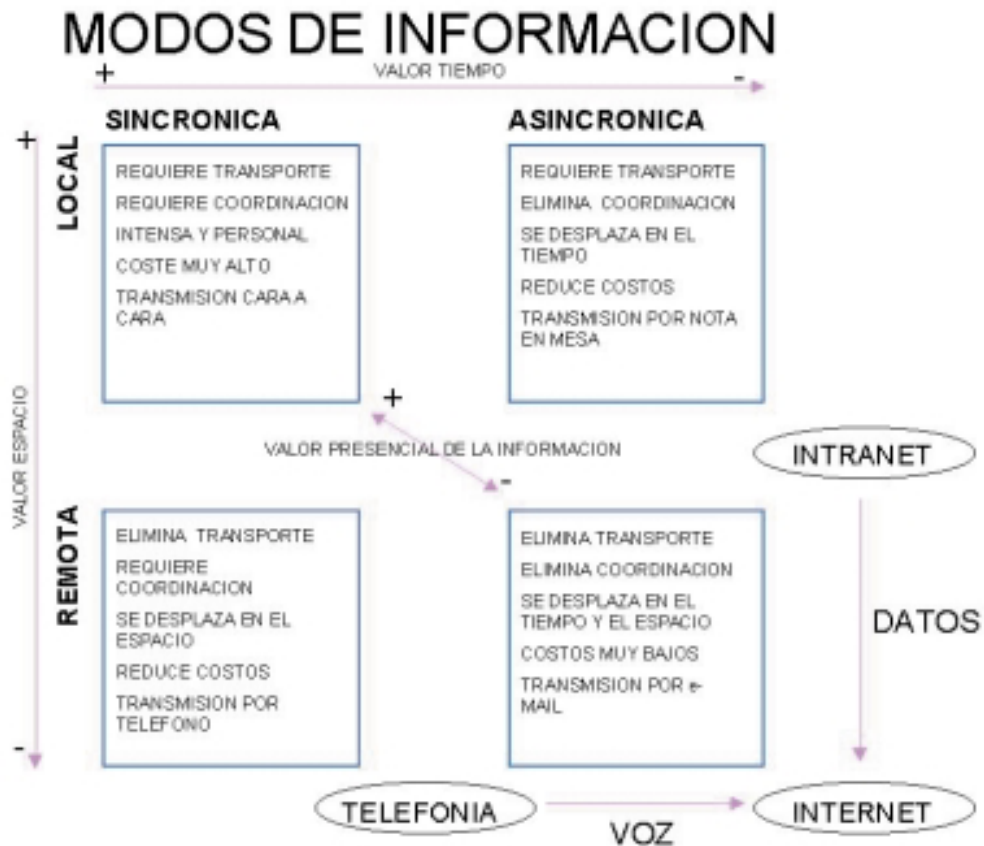 MODOS DE INFORMACION
+ VALOR TIEMPO -
SINCRONICA
ASINCRONICA
+
VALOR ESPACIO
-
LOCAL
REQUIERE TRANSPORTE
REQUIERE COORDINACION
INTENSA Y PERSONAL
COSTE MUY ALTO
TRANSMISION CARA A
CARA
REQUIERE TRANSPORTE
ELIMINA COORDINACION
SE DESPLAZA EN EL
TIEMPO
REDUCE COSTOS
TRANSMISION POR NOTA
EN MESA
+
VALOR PRESENCIAL DE LA INFORMACION
-
INTRANET
REMOTA
ELIMINA TRANSPORTE
REQUIERE
COORDINACION
SE DESPLAZA EN EL
ESPACIO
REDUCE COSTOS
TRANSMISION POR
TELEFONO
ELIMINA TRANSPORTE
ELIMINA COORDINACION
SE DESPLAZA EN EL
TIEMPO Y EL ESPACIO
COSTOS MUY BAJOS
TRANSMISION POR e-
MAIL
DATOS
TELEFONIA
VOZ
INTERNET